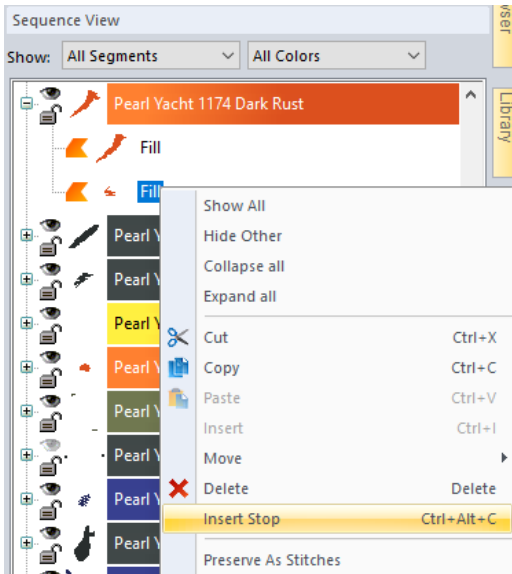 Sequence View
Show: All Segments All Colors
Pearl Yacht 1174 Dark Rust
Fill
Fill
Pearl
Pearl
Pearl
Pearl
Pearl
Pearl
Pearl
Pearl
Show All
Hide Other
Collapse all
Expand all
Cut Ctrl+X
Copy Ctrl+C
Paste Ctrl+V
Insert Ctrl+I
Move
Delete Delete
Insert Stop Ctrl+Alt+C
Preserve As Stitches
Library